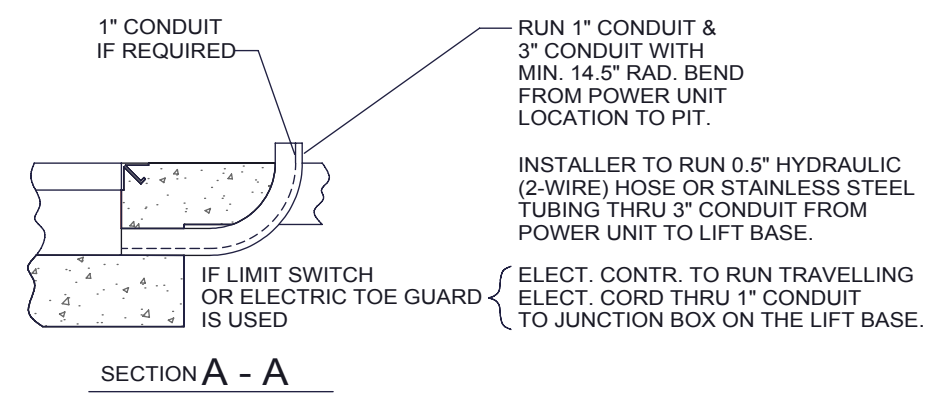 1" CONDUIT
IF REQUIRED
RUN 1" CONDUIT &
3" CONDUIT WITH
MIN. 14.5" RAD. BEND
FROM POWER UNIT
LOCATION TO PIT.
INSTALLER TO RUN 0.5" HYDRAULIC
(2-WIRE) HOSE OR STAINLESS STEEL
TUBING THRU 3" CONDUIT FROM
POWER UNIT TO LIFT BASE.
IF LIMIT SWITCH
OR ELECTRIC TOE GUARD
IS USED
ELECT. CONTR. TO RUN TRAVELLING
ELECT. CORD THRU 1" CONDUIT
TO JUNCTION BOX ON THE LIFT BASE.
SECTION A - A